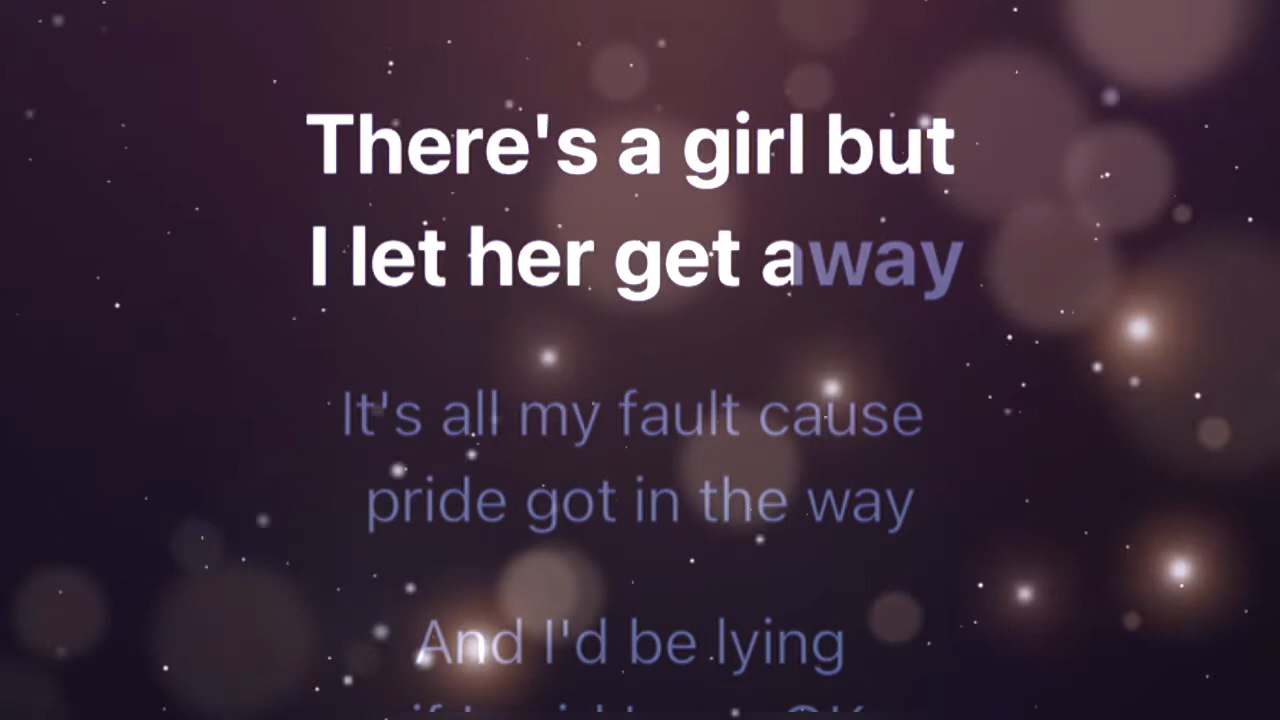 There's a girl but
I let her get away
It's all my fault cause
pride got in the way
And I'd be lying